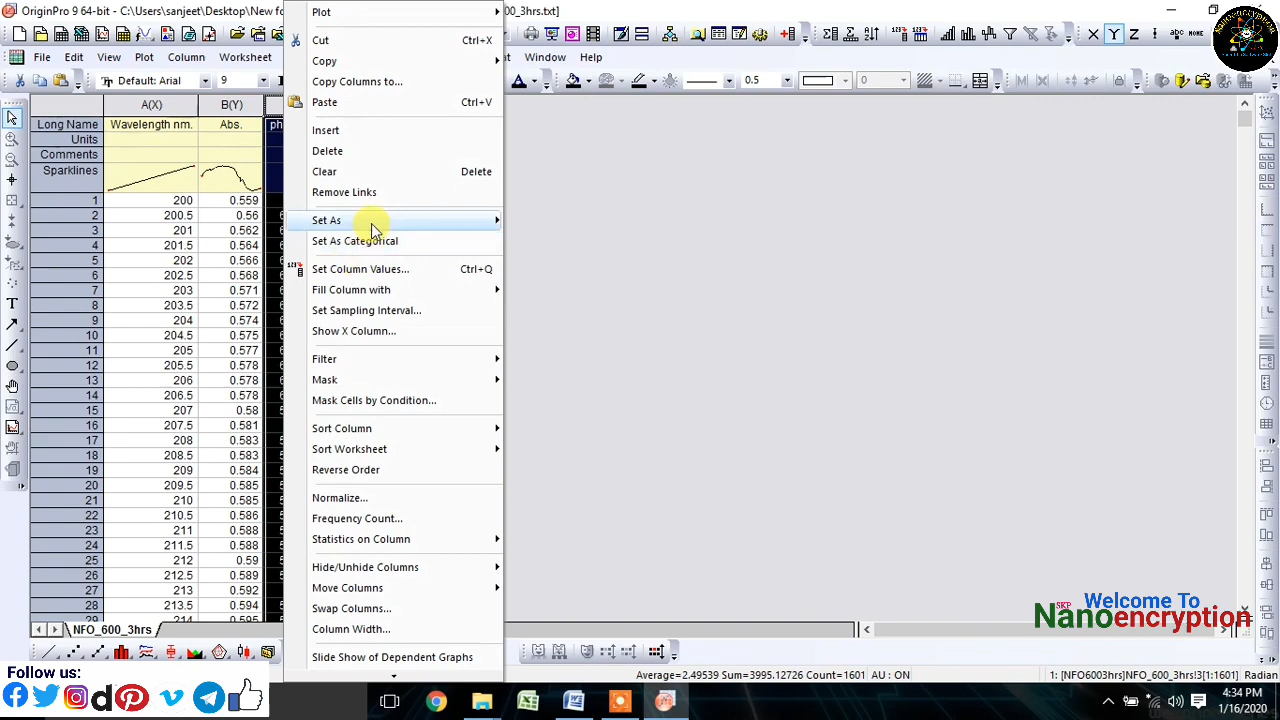 OriginPro 9 64-bit - C:\Users\sanjeet\Desktop\New fo
_3hrs.txt]
File Edit View Plot Column Worksheet
Window Help
Default: Arial 9
0.5 0
A(X) B(Y)
Long Name Wavelength nm. Abs. ph
Units
Comments
Sparklines
1 200 0.559
2 200.5 0.56
3 201 0.562
4 201.5 0.564
5 202 0.566
6 202.5 0.568
7 203 0.571
8 203.5 0.572
9 204 0.574
10 204.5 0.575
11 205 0.577
12 205.5 0.578
13 206 0.578
14 206.5 0.578
15 207 0.58
16 207.5 0.581
17 208 0.583
18 208.5 0.583
19 209 0.584
20 209.5 0.585
21 210 0.585
22 210.5 0.586
23 211 0.588
24 211.5 0.588
25 212 0.59
26 212.5 0.589
27 213 0.592
28 213.5 0.594
29 214 0.595
NFO_600_3hrs
Plot
Cut Ctrl+X
Copy
Copy Columns to...
Paste Ctrl+V
Insert
Delete
Clear Delete
Remove Links
Set As
Set As Categorical
Set Column Values... Ctrl+Q
Fill Column with
Set Sampling Interval...
Show X Column...
Filter
Mask
Mask Cells by Condition...
Sort Column
Sort Worksheet
Reverse Order
Normalize...
Frequency Count...
Statistics on Column
Hide/Unhide Columns
Move Columns
Swap Columns...
Column Width...
Slide Show of Dependent Graphs
Welcome To
SKP
Nanoencryption
Follow us:
Average=2.49539 Sum=3995.12726 Count=1601 AU : ON 1: [NFO6003hrs]NFO_600_3hrs!3[1:1601] Radian
4:34 PM
1/16/2020